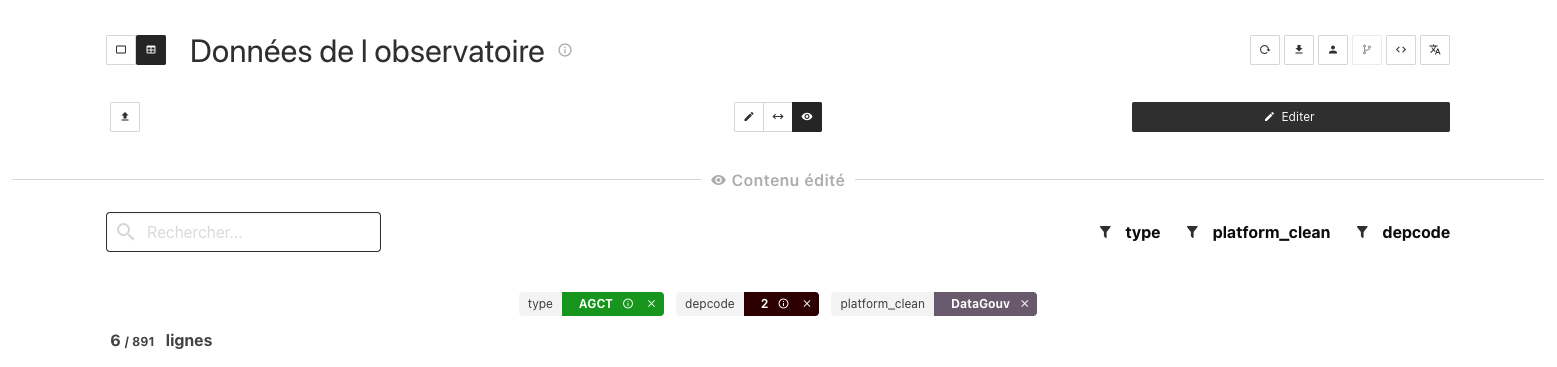 Données de l observatoire
Editer
Contenu édité
Rechercher...
type platform_clean depcode
type AGCT depcode 2 platform_clean DataGouv
6 / 891 lignes